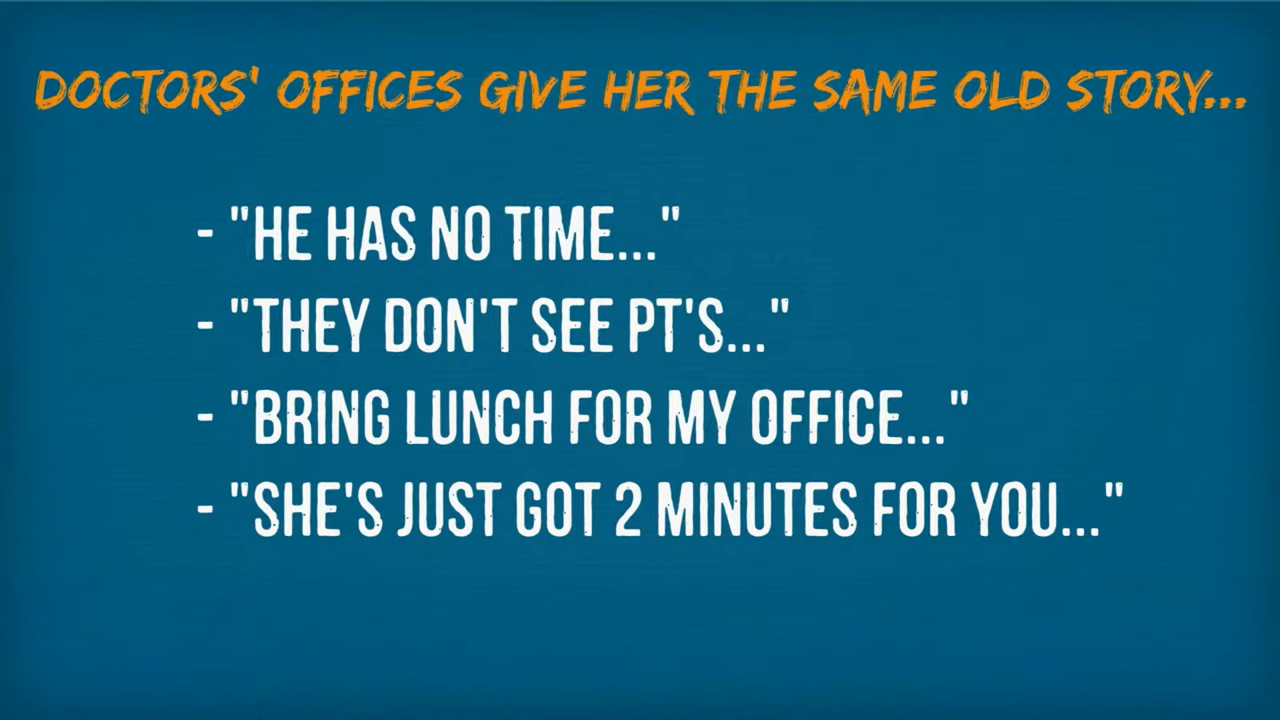 DOCTORS' OFFICES GIVE HER THE SAME OLD STORY...
- "HE HAS NO TIME..."
- "THEY DON'T SEE PT'S..."
- "BRING LUNCH FOR MY OFFICE..."
- "SHE'S JUST GOT 2 MINUTES FOR YOU..."